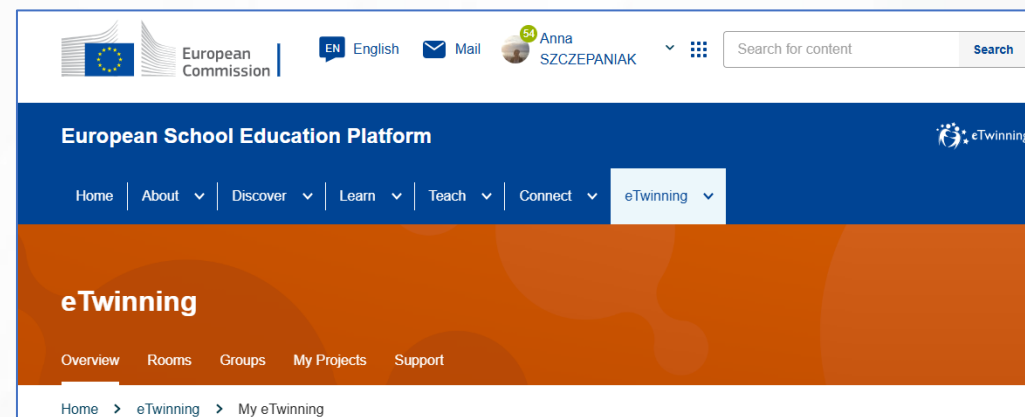 European
Commission
EN English
Mail
54
Anna
SZCZEPANIAK
Search for content
Search
European School Education Platform
eTwinning
Home
About
Discover
Learn
Teach
Connect
eTwinning
eTwinning
Overview
Rooms
Groups
My Projects
Support
Home > eTwinning > My eTwinning